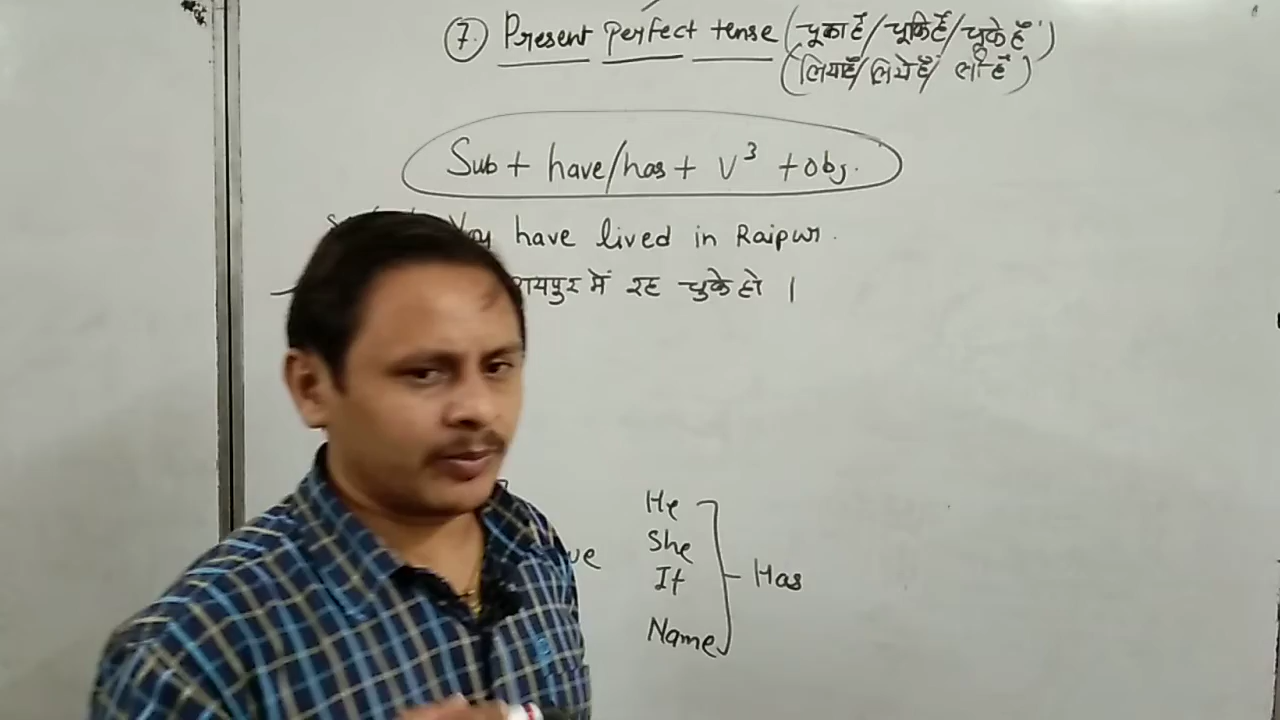 7. Present perfect tense (चूका हैं/चूकि हैं/चूके हैं)
(लिया हैं/लिये हैं/ ली हैं)
Sub + have/has + V³ + obj.
You have lived in Raipur.
रायपुर में रह चुके हो ।
He
She
It
Name
Has